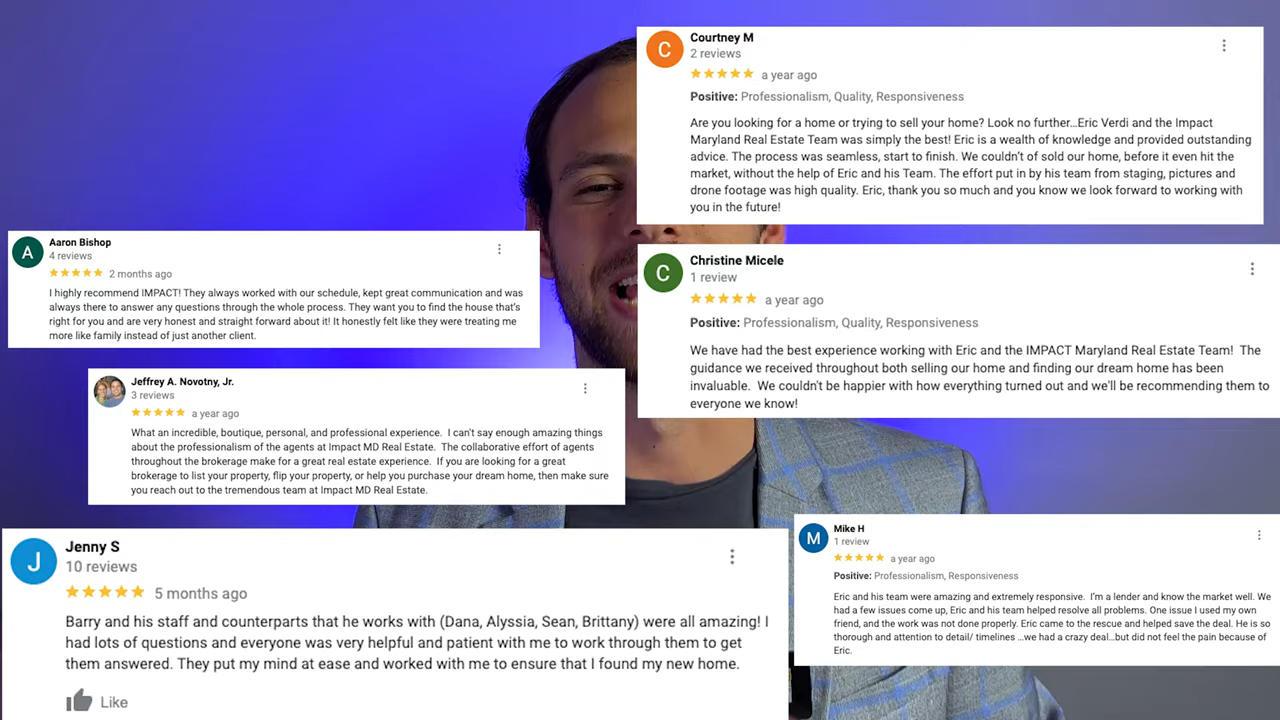 Courtney M
2 reviews
a year ago
Positive: Professionalism, Quality, Responsiveness
Are you looking for a home or trying to sell your home? Look no further…Eric Verdi and the Impact
Maryland Real Estate Team was simply the best! Eric is a wealth of knowledge and provided outstanding
advice. The process was seamless, start to finish. We couldn't of sold our home, before it even hit the
market, without the help of Eric and his Team. The effort put in by his team from staging, pictures and
drone footage was high quality. Eric, thank you so much and you know we look forward to working with
you in the future!
C
Aaron Bishop
4 reviews
2 months ago
I highly recommend IMPACT! They always worked with our schedule, kept great communication and was
always there to answer any questions through the whole process. They want you to find the house that's
right for you and are very honest and straight forward about it! It honestly felt like they were treating me
more like family instead of just another client.
A
Christine Micele
1 review
a year ago
Positive: Professionalism, Quality, Responsiveness
We have had the best experience working with Eric and the IMPACT Maryland Real Estate Team! The
guidance we received throughout both selling our home and finding our dream home has been
invaluable. We couldn't be happier with how everything turned out and we'll be recommending them to
everyone we know!
C
Jeffrey A. Novotny, Jr.
3 reviews
a year ago
What an incredible, boutique, personal, and professional experience. I can't say enough amazing things
about the professionalism of the agents at Impact MD Real Estate. The collaborative effort of agents
throughout the brokerage make for a great real estate experience. If you are looking for a great
brokerage to list your property, flip your property, or help you purchase your dream home, then make sure
you reach out to the tremendous team at Impact MD Real Estate.
Jenny S
10 reviews
5 months ago
Barry and his staff and counterparts that he works with (Dana, Alyssia, Sean, Brittany) were all amazing! I
had lots of questions and everyone was very helpful and patient with me to work through them to get
them answered. They put my mind at ease and worked with me to ensure that I found my new home.
Like
J
Mike H
1 review
a year ago
Positive: Professionalism, Responsiveness
Eric and his team were amazing and extremely responsive. I'm a lender and know the market well. We
had a few issues come up, Eric and his team helped resolve all problems. One issue I used my own
friend, and the work was not done properly. Eric came to the rescue and helped save the deal. He is so
thorough and attention to detail/ timelines …we had a crazy deal…but did not feel the pain because of
Eric.
M